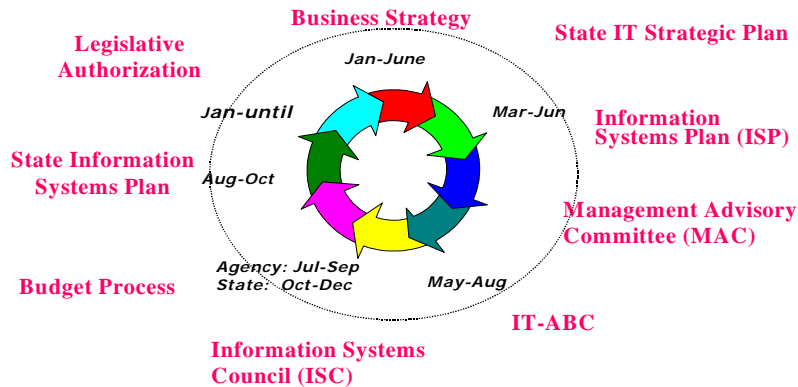 Business Strategy
State IT Strategic Plan
Legislative
Authorization
Jan-June
Jan-until
Mar-Jun
Information
Systems Plan (ISP)
State Information
Systems Plan
Aug-Oct
Management Advisory
Committee (MAC)
Agency: Jul-Sep
State: Oct-Dec
May-Aug
Budget Process
IT-ABC
Information Systems
Council (ISC)